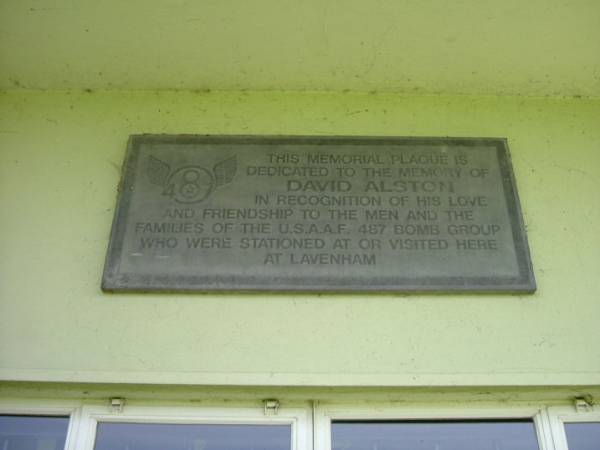 THIS MEMORIAL PLAQUE IS
DEDICATED TO THE MEMORY OF
DAVID ALSTON
IN RECOGNITION OF HIS LOVE
AND FRIENDSHIP TO THE MEN AND THE
FAMILIES OF THE U.S.A.A.F. 487 BOMB GROUP
WHO WERE STATIONED AT OR VISITED HERE
AT LAVENHAM